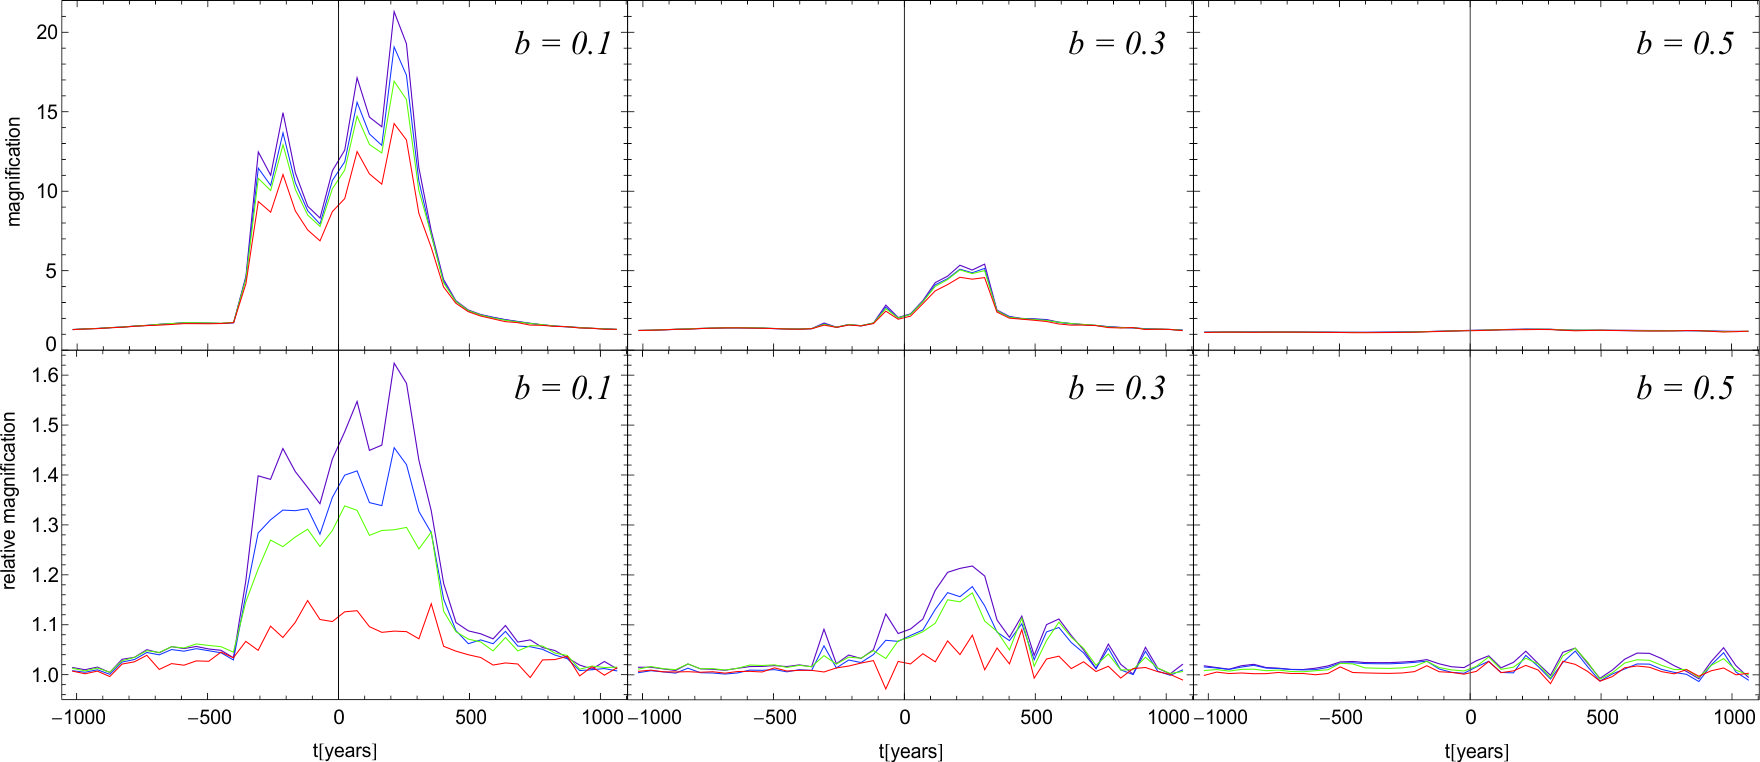 magnification
20
15
10
5
0
b = 0.1
b = 0.3
b = 0.5
relative magnification
1.6
1.5
1.4
1.3
1.2
1.1
1.0
b = 0.1
b = 0.3
b = 0.5
−1000 −500 0 500 1000 −1000 −500 0 500 1000 −1000 −500 0 500 1000
t[years] t[years] t[years]